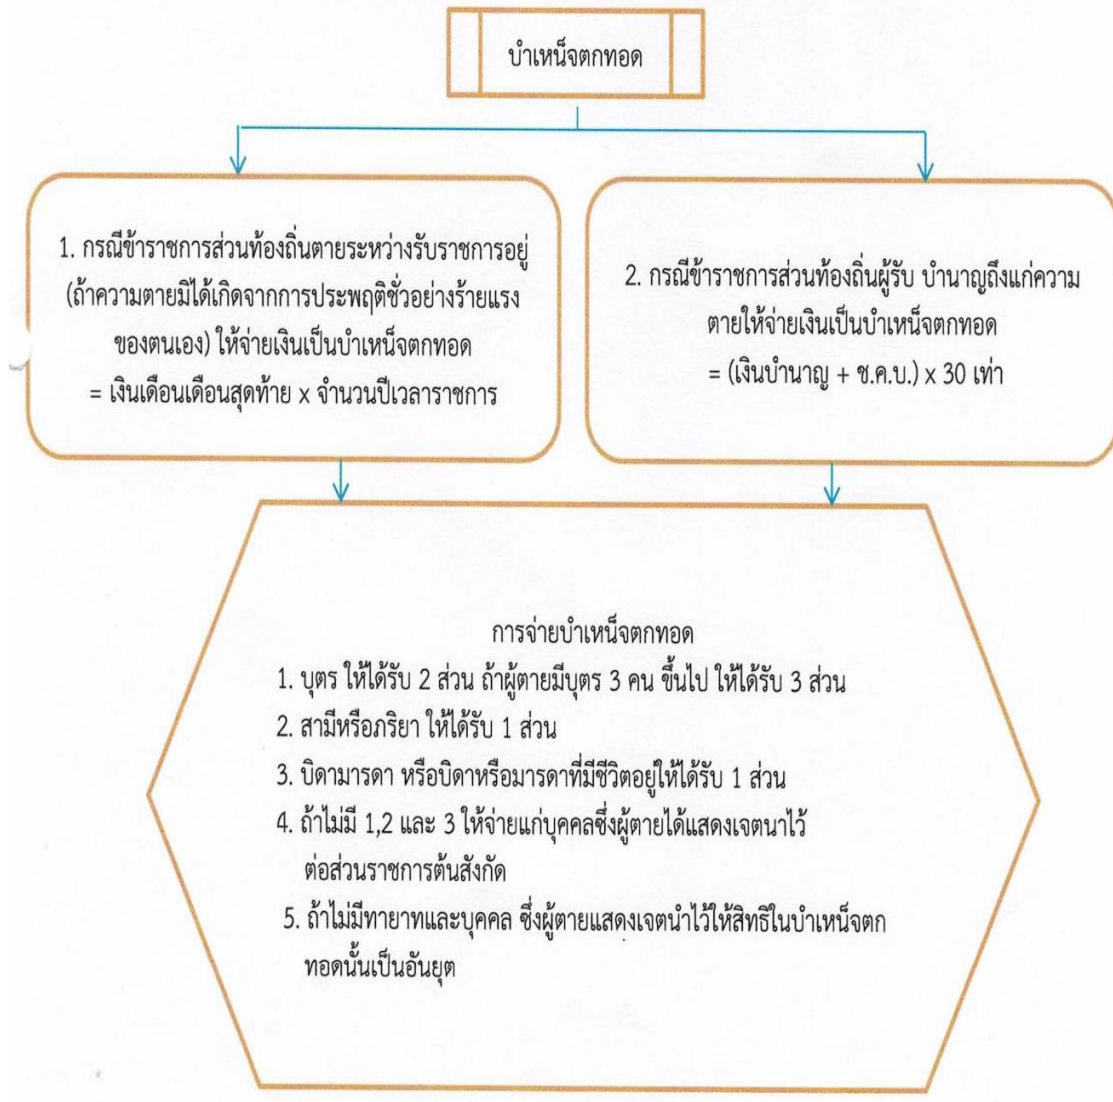 บำเหน็จตกทอด
1. กรณีข้าราชการส่วนท้องถิ่นตายระหว่างรับราชการอยู่
(ถ้าความตายมิได้เกิดจากการประพฤติชั่วอย่างร้ายแรง
ของตนเอง) ให้จ่ายเงินเป็นบำเหน็จตกทอด
= เงินเดือนเดือนสุดท้าย x จำนวนปีเวลาราชการ
2. กรณีข้าราชการส่วนท้องถิ่นผู้รับ บำนาญถึงแก่ความ
ตายให้จ่ายเงินเป็นบำเหน็จตกทอด
= (เงินบำนาญ + ช.ค.บ.) x 30 เท่า
การจ่ายบำเหน็จตกทอด
1. บุตร ให้ได้รับ 2 ส่วน ถ้าผู้ตายมีบุตร 3 คน ขึ้นไป ให้ได้รับ 3 ส่วน
2. สามีหรือภริยา ให้ได้รับ 1 ส่วน
3. บิดามารดา หรือบิดาหรือมารดาที่มีชีวิตอยู่ให้ได้รับ 1 ส่วน
4. ถ้าไม่มี 1,2 และ 3 ให้จ่ายแก่บุคคลซึ่งผู้ตายได้แสดงเจตนาไว้
ต่อส่วนราชการต้นสังกัด
5. ถ้าไม่มีทายาทและบุคคล ซึ่งผู้ตายแสดงเจตนำไว้ให้สิทธิในบำเหน็จตก
ทอดนั้นเป็นอันยุต